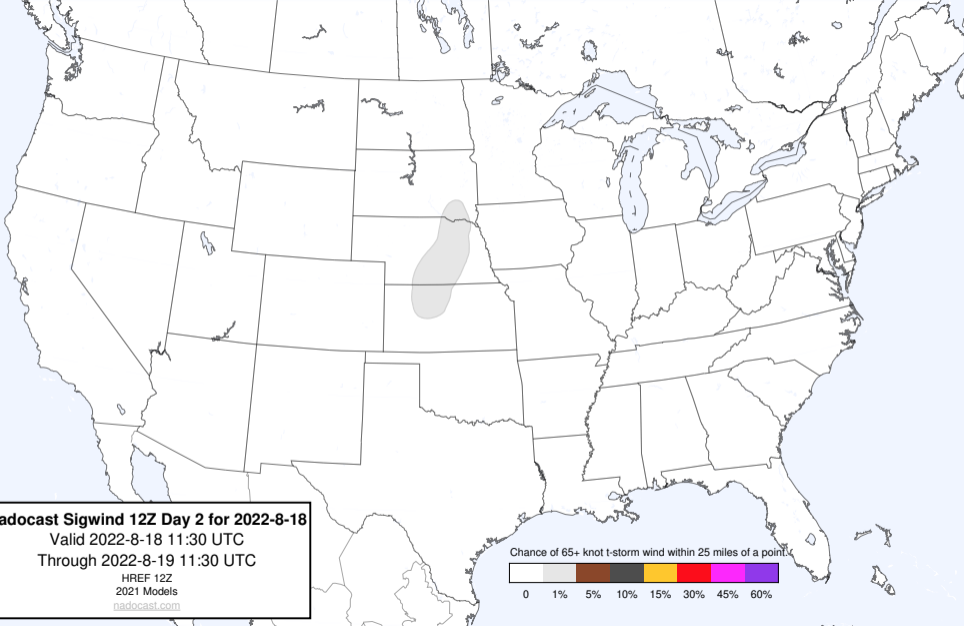 adocast Sigwind 12Z Day 2 for 2022-8-18
Valid 2022-8-18 11:30 UTC
Through 2022-8-19 11:30 UTC
HREF 12Z
2021 Models
nadocast.com
Chance of 65+ knot t-storm wind within 25 miles of a point.
0 1% 5% 10% 15% 30% 45% 60%